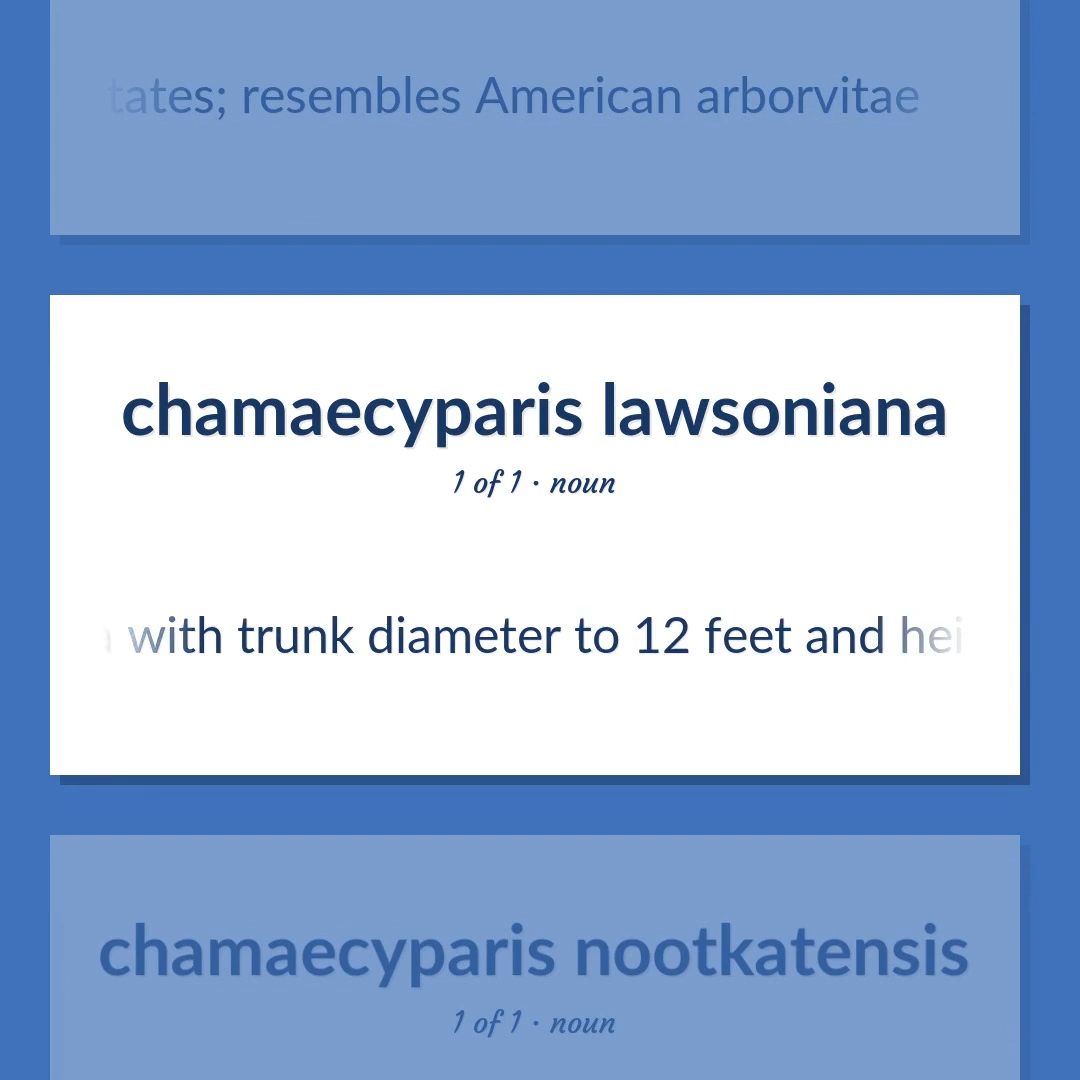 tates; resembles American arborvitae
chamaecyparis lawsoniana
1 of 1 · noun
with trunk diameter to 12 feet and hei
chamaecyparis nootkatensis
1 of 1 · noun